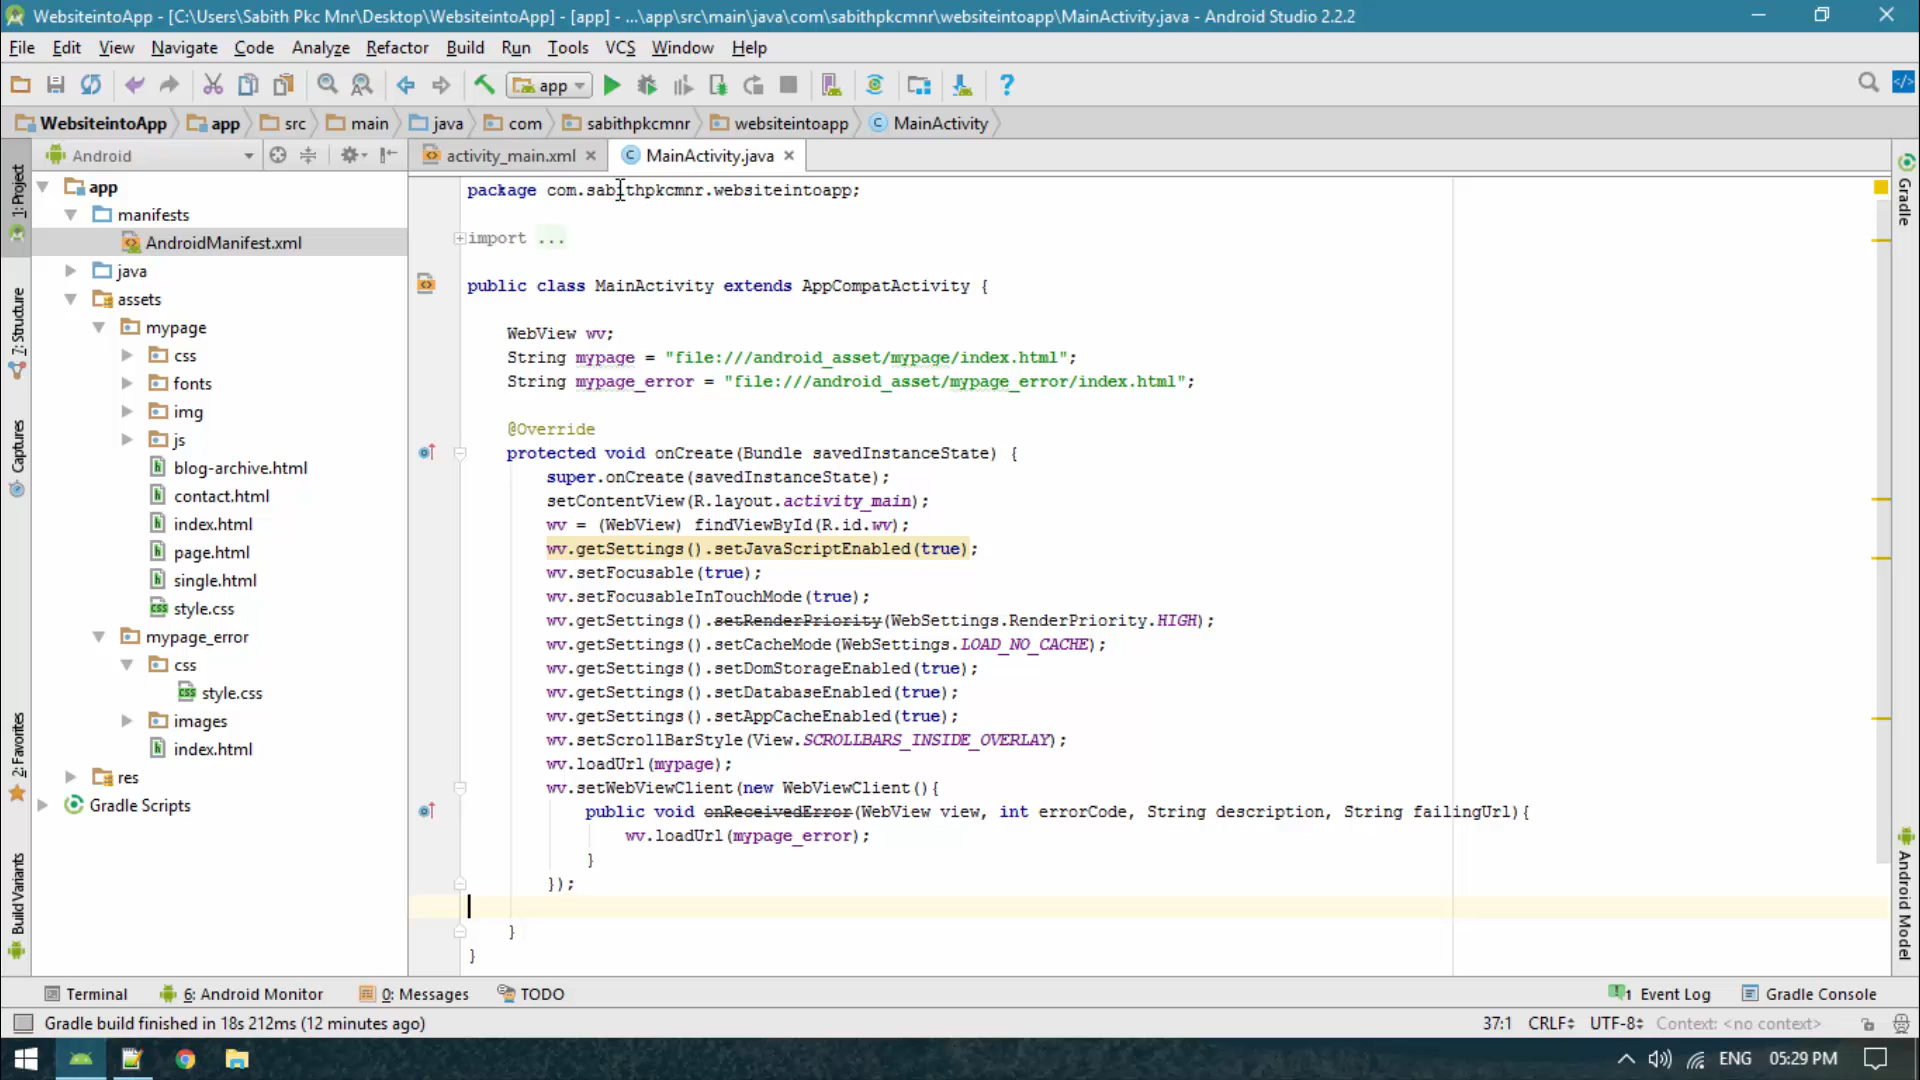 WebsiteintoApp - [C:\Users\Sabith Pkc Mnr\Desktop\WebsiteintoApp] - [app] - ...\app\src\main\java\com\sabithpkcmnr\websiteintoapp\MainActivity.java - Android Studio 2.2.2
File Edit View Navigate Code Analyze Refactor Build Run Tools VCS Window Help
app
WebsiteintoApp app src main java com sabithpkcmnr websiteintoapp MainActivity
Android
activity_main.xml MainActivity.java
1: Project
7: Structure
Captures
2: Favorites
Build Variants
app
manifests
AndroidManifest.xml
java
assets
mypage
css
fonts
img
js
blog-archive.html
contact.html
index.html
page.html
single.html
style.css
mypage_error
css
style.css
images
index.html
res
Gradle Scripts
package com.sabithpkcmnr.websiteintoapp;
import ...
public class MainActivity extends AppCompatActivity {
WebView wv;
String mypage = "file:///android_asset/mypage/index.html";
String mypage_error = "file:///android_asset/mypage_error/index.html";
@Override
protected void onCreate(Bundle savedInstanceState) {
super.onCreate(savedInstanceState);
setContentView(R.layout.activity_main);
wv = (WebView) findViewById(R.id.wv);
wv.getSettings().setJavaScriptEnabled(true);
wv.setFocusable(true);
wv.setFocusableInTouchMode(true);
wv.getSettings().setRenderPriority(WebSettings.RenderPriority.HIGH);
wv.getSettings().setCacheMode(WebSettings.LOAD_NO_CACHE);
wv.getSettings().setDomStorageEnabled(true);
wv.getSettings().setDatabaseEnabled(true);
wv.getSettings().setAppCacheEnabled(true);
wv.setScrollBarStyle(View.SCROLLBARS_INSIDE_OVERLAY);
wv.loadUrl(mypage);
wv.setWebViewClient(new WebViewClient(){
public void onReceivedError(WebView view, int errorCode, String description, String failingUrl){
wv.loadUrl(mypage_error);
}
});
}
}
Gradle
Android Model
Terminal 6: Android Monitor 0: Messages TODO 1 Event Log Gradle Console
Gradle build finished in 18s 212ms (12 minutes ago) 37:1 CRLF UTF-8 Context: <no context>
ENG 05:29 PM